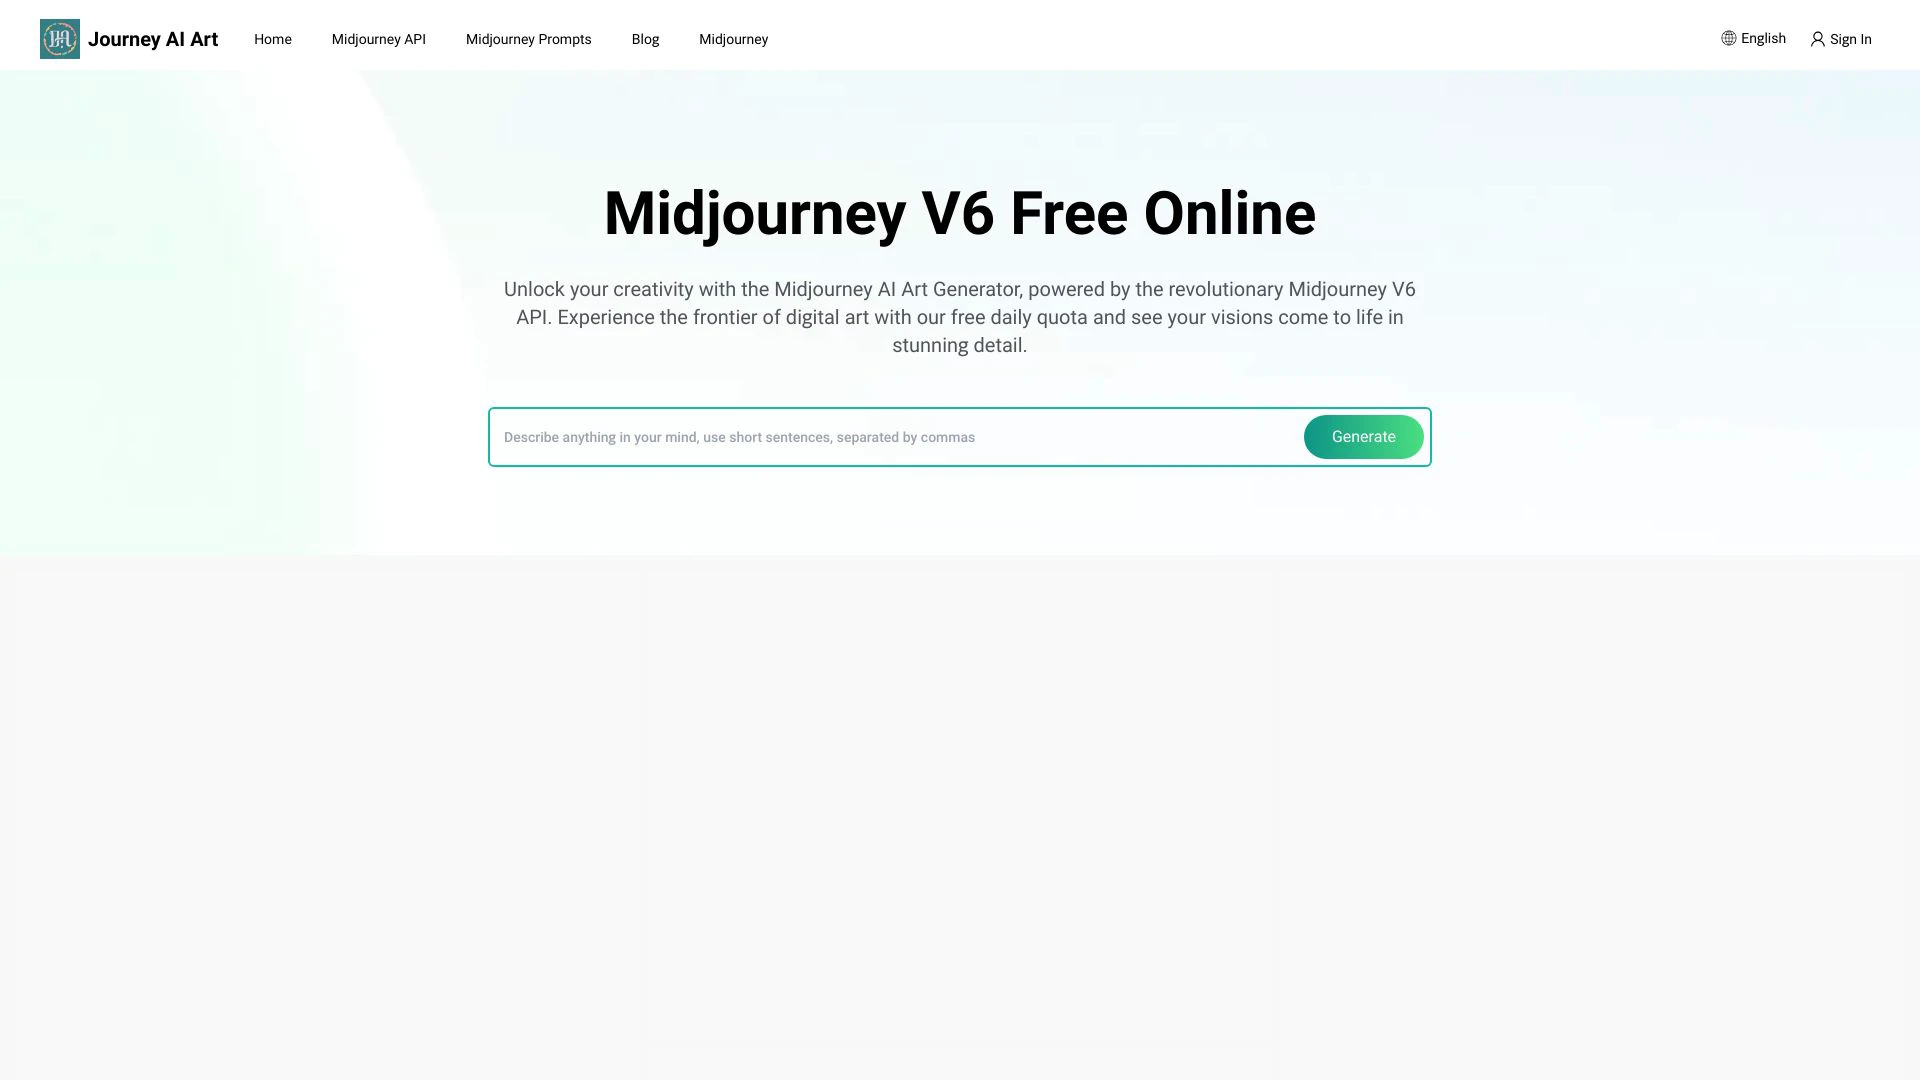 Journey AI Art
Home
Midjourney API
Midjourney Prompts
Blog
Midjourney
English
Sign In
Midjourney V6 Free Online
Unlock your creativity with the Midjourney AI Art Generator, powered by the revolutionary Midjourney V6
API. Experience the frontier of digital art with our free daily quota and see your visions come to life in
stunning detail.
Describe anything in your mind, use short sentences, separated by commas
Generate